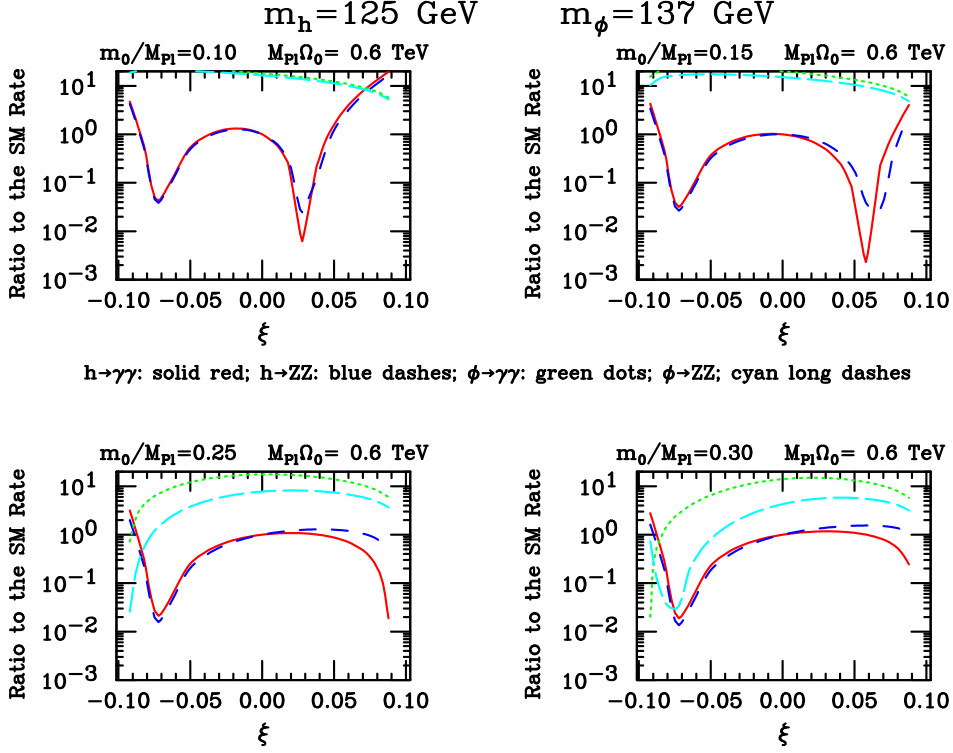 m_h=125 GeV m_ϕ=137 GeV
m_0/M_Pl=0.10 M_PlΩ_0= 0.6 TeV
m_0/M_Pl=0.15 M_PlΩ_0= 0.6 TeV
Ratio to the SM Rate
10^1
10^0
10^−1
10^−2
10^−3
−0.10 −0.05 0.00 0.05 0.10
ξ
Ratio to the SM Rate
10^1
10^0
10^−1
10^−2
10^−3
−0.10 −0.05 0.00 0.05 0.10
ξ
h→γγ: solid red; h→ZZ: blue dashes; ϕ→γγ: green dots; ϕ→ZZ; cyan long dashes
m_0/M_Pl=0.25 M_PlΩ_0= 0.6 TeV
m_0/M_Pl=0.30 M_PlΩ_0= 0.6 TeV
Ratio to the SM Rate
10^1
10^0
10^−1
10^−2
10^−3
−0.10 −0.05 0.00 0.05 0.10
ξ
Ratio to the SM Rate
10^1
10^0
10^−1
10^−2
10^−3
−0.10 −0.05 0.00 0.05 0.10
ξ